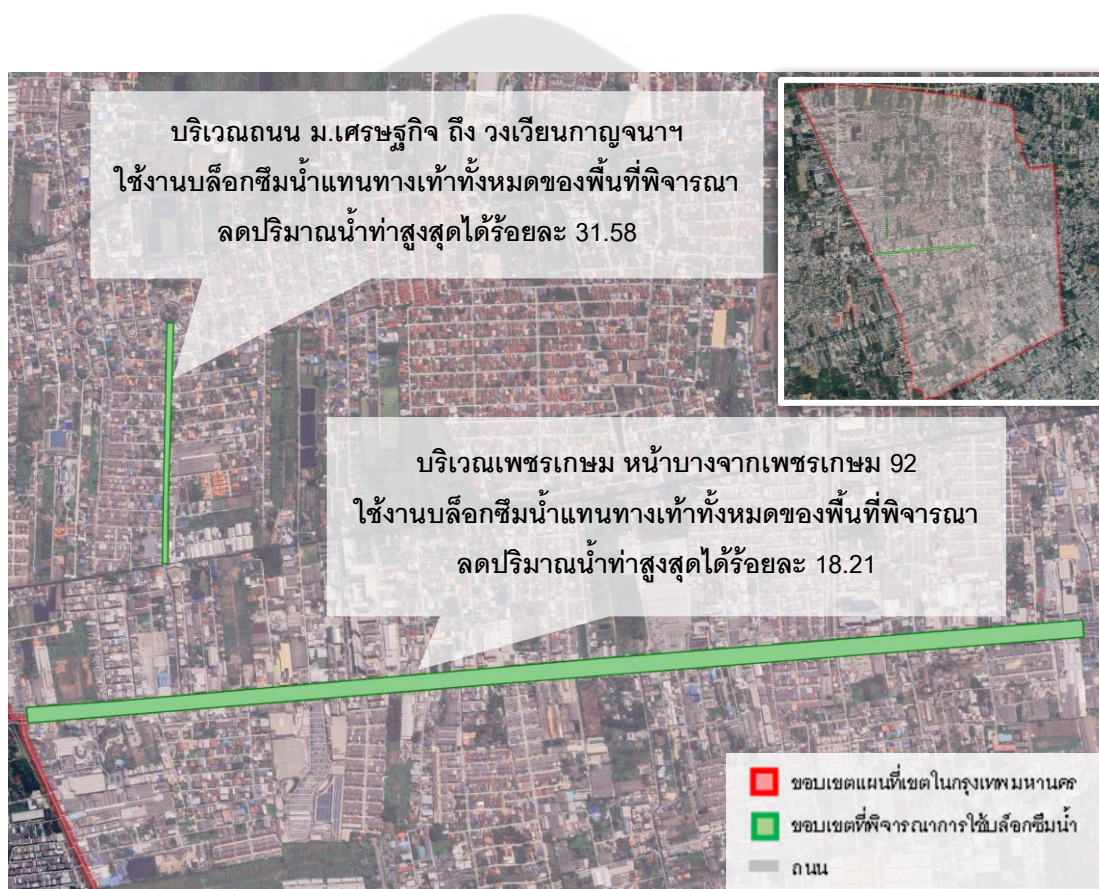 บริเวณถนน ม.เศรษฐกิจ ถึง วงเวียนกาญจนาฯ
ใช้งานบล็อกซึมน้ำแทนทางเท้าทั้งหมดของพื้นที่พิจารณา
ลดปริมาณน้ำท่าสูงสุดได้ร้อยละ 31.58
บริเวณเพชรเกษม หน้าบางจากเพชรเกษม 92
ใช้งานบล็อกซึมน้ำแทนทางเท้าทั้งหมดของพื้นที่พิจารณา
ลดปริมาณน้ำท่าสูงสุดได้ร้อยละ 18.21
ขอบเขตแผนที่เขตในกรุงเทพมหานคร
ขอบเขตที่พิจารณาการใช้บล็อกซึมน้ำ
ถนน